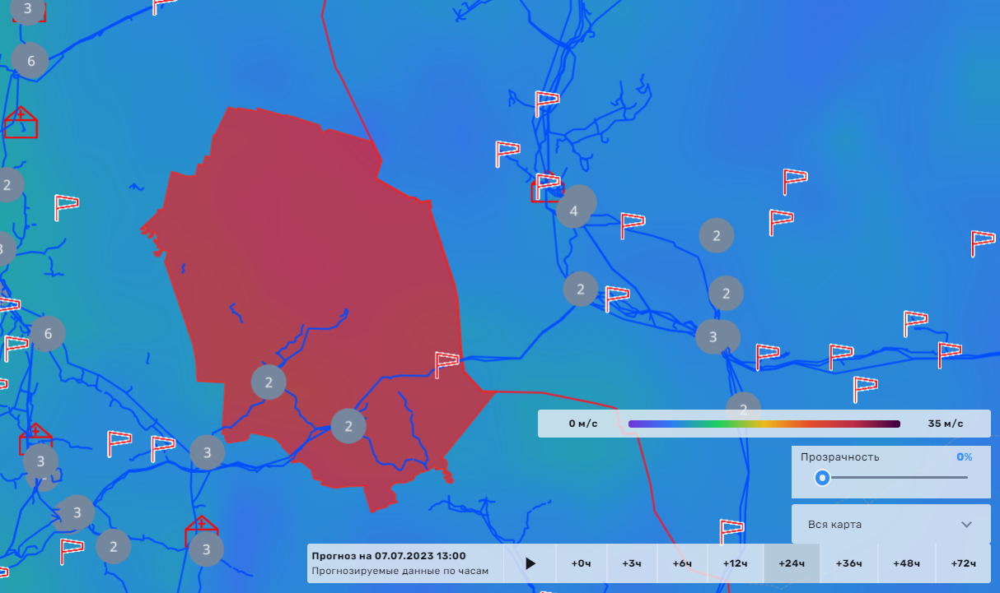 3
6
2
4
2
3
2
2
2
6
3
2
2
2
3
3
0 м/с
35 м/с
Прозрачность
0%
3
Вся карта
2
3
Прогноз на 07.07.2023 13:00
Прогнозируемые данные по часам
+0ч
+3ч
+6ч
+12ч
+24ч
+36ч
+48ч
+72ч